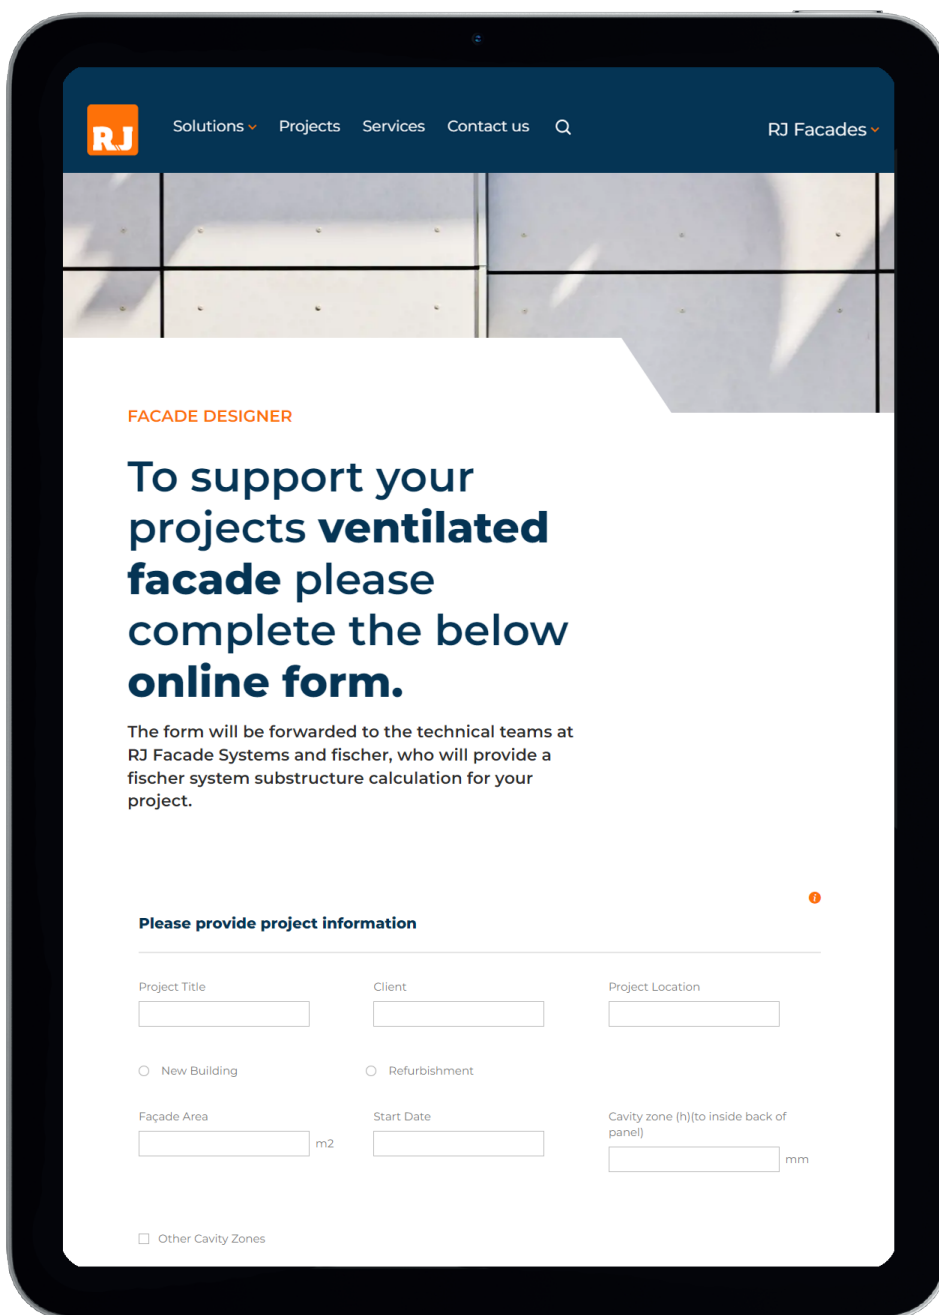 RJ
Solutions Projects Services Contact us
RJ Facades
FACADE DESIGNER
To support your
projects ventilated
facade please
complete the below
online form.
The form will be forwarded to the technical teams at
RJ Facade Systems and fischer, who will provide a
fischer system substructure calculation for your
project.
i
Please provide project information
Project Title Client Project Location
New Building Refurbishment
Façade Area Start Date Cavity zone (h)(to inside back of
panel)
m2 mm
Other Cavity Zones